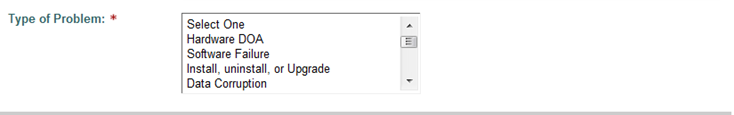 Type of Problem: *
Select One
Hardware DOA
Software Failure
Install, uninstall, or Upgrade
Data Corruption